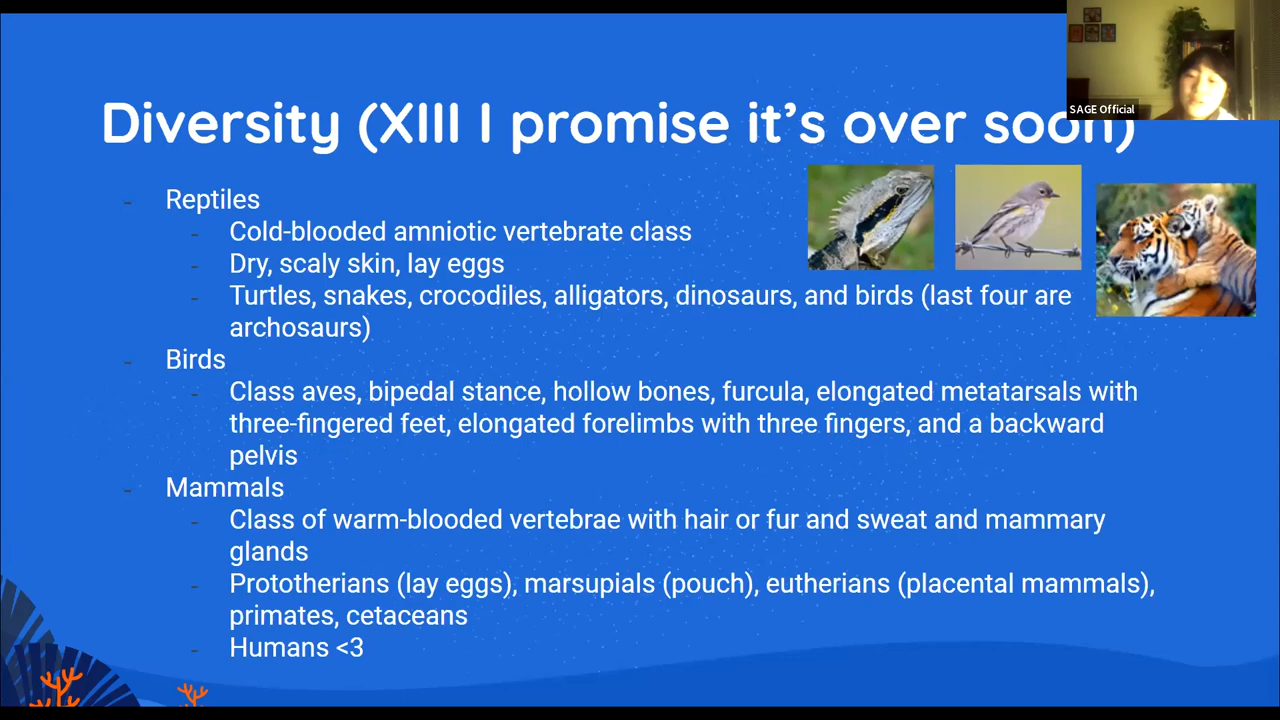 SAGE Official
Diversity (XIII I promise it's over soon)
- Reptiles
- Cold-blooded amniotic vertebrate class
- Dry, scaly skin, lay eggs
- Turtles, snakes, crocodiles, alligators, dinosaurs, and birds (last four are
archosaurs)
- Birds
- Class aves, bipedal stance, hollow bones, furcula, elongated metatarsals with
three-fingered feet, elongated forelimbs with three fingers, and a backward
pelvis
- Mammals
- Class of warm-blooded vertebrae with hair or fur and sweat and mammary
glands
- Prototherians (lay eggs), marsupials (pouch), eutherians (placental mammals),
primates, cetaceans
- Humans <3